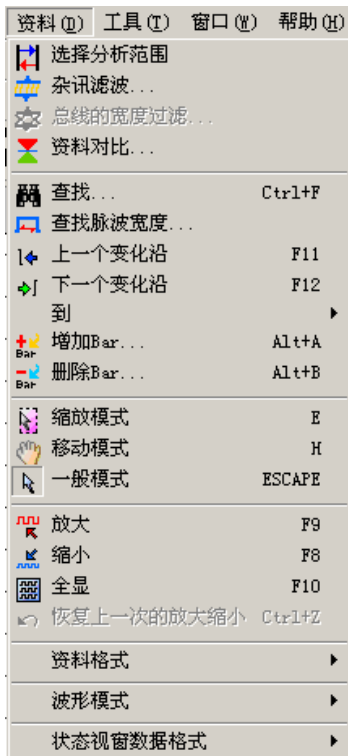 资料(D) 工具(T) 窗口(W) 帮助(H)
选择分析范围
杂讯滤波...
总线的宽度过滤...
资料对比...
查找... Ctrl+F
查找脉波宽度...
上一个变化沿 F11
下一个变化沿 F12
到
Bar 增加Bar... Alt+A
Bar 删除Bar... Alt+B
缩放模式 E
移动模式 H
一般模式 ESCAPE
放大 F9
缩小 F8
全显 F10
恢复上一次的放大缩小 Ctrl+Z
资料格式
波形模式
状态视窗数据格式